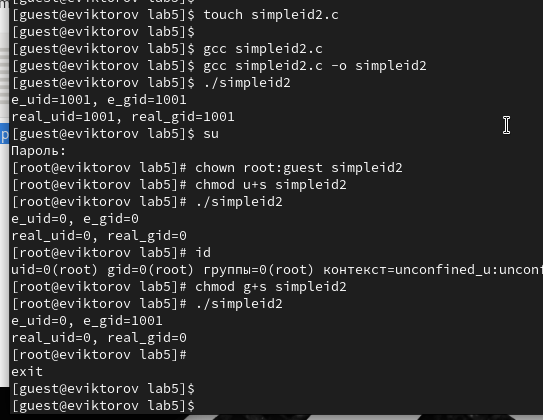 [guest@eviktorov lab5]$ touch simpleid2.c
[guest@eviktorov lab5]$
[guest@eviktorov lab5]$ gcc simpleid2.c
[guest@eviktorov lab5]$ gcc simpleid2.c -o simpleid2
[guest@eviktorov lab5]$ ./simpleid2
e_uid=1001, e_gid=1001
real_uid=1001, real_gid=1001
[guest@eviktorov lab5]$ su
Пароль:
[root@eviktorov lab5]# chown root:guest simpleid2
[root@eviktorov lab5]# chmod u+s simpleid2
[root@eviktorov lab5]# ./simpleid2
e_uid=0, e_gid=0
real_uid=0, real_gid=0
[root@eviktorov lab5]# id
uid=0(root) gid=0(root) группы=0(root) контекст=unconfined_u:unconf
[root@eviktorov lab5]# chmod g+s simpleid2
[root@eviktorov lab5]# ./simpleid2
e_uid=0, e_gid=1001
real_uid=0, real_gid=0
[root@eviktorov lab5]#
exit
[guest@eviktorov lab5]$
[guest@eviktorov lab5]$